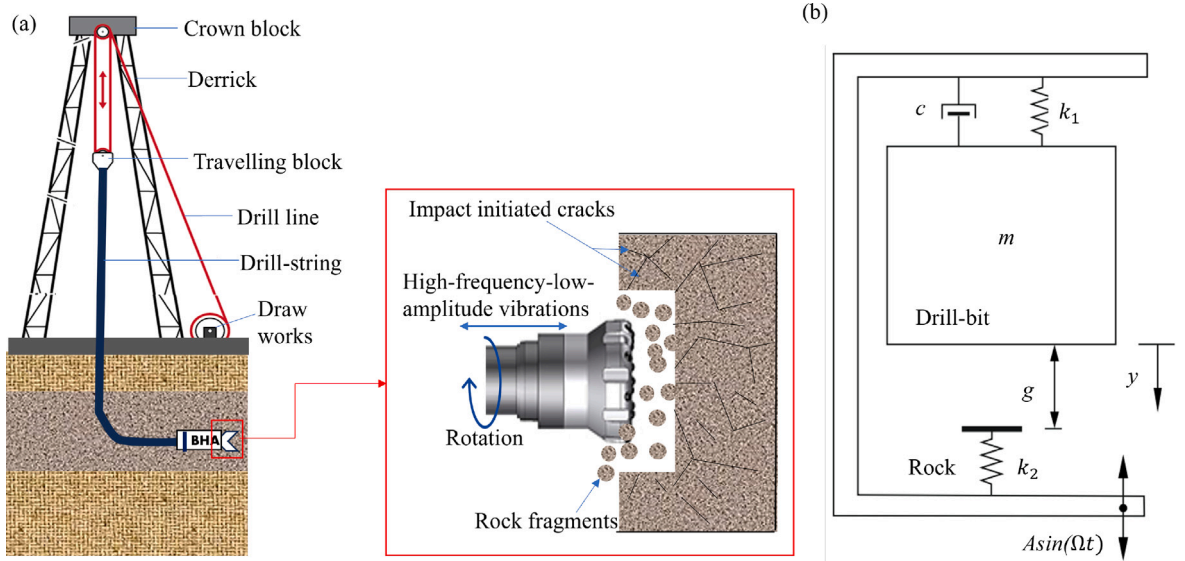 (a)
Crown block
Derrick
Travelling block
Drill line
Drill-string
Draw
works
BHA
Impact initiated cracks
High-frequency-low-
amplitude vibrations
Rotation
Rock fragments
(b)
c
k₁
m
Drill-bit
g
y
Rock
k₂
Asin(Ωt)